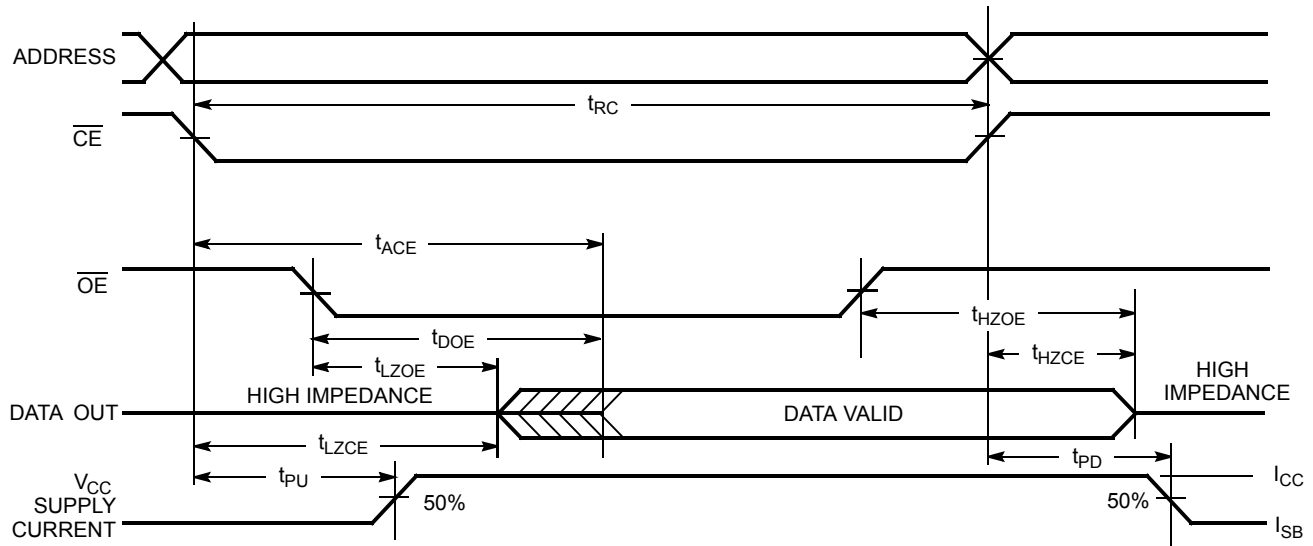 ADDRESS
tRC
CE
tACE
OE
tHZOE
tDOE
tHZCE
tLZOE
HIGH
IMPEDANCE
HIGH IMPEDANCE
DATA OUT
DATA VALID
tLZCE
tPU
tPD
VCC
SUPPLY
CURRENT
50%
50%
ICC
ISB